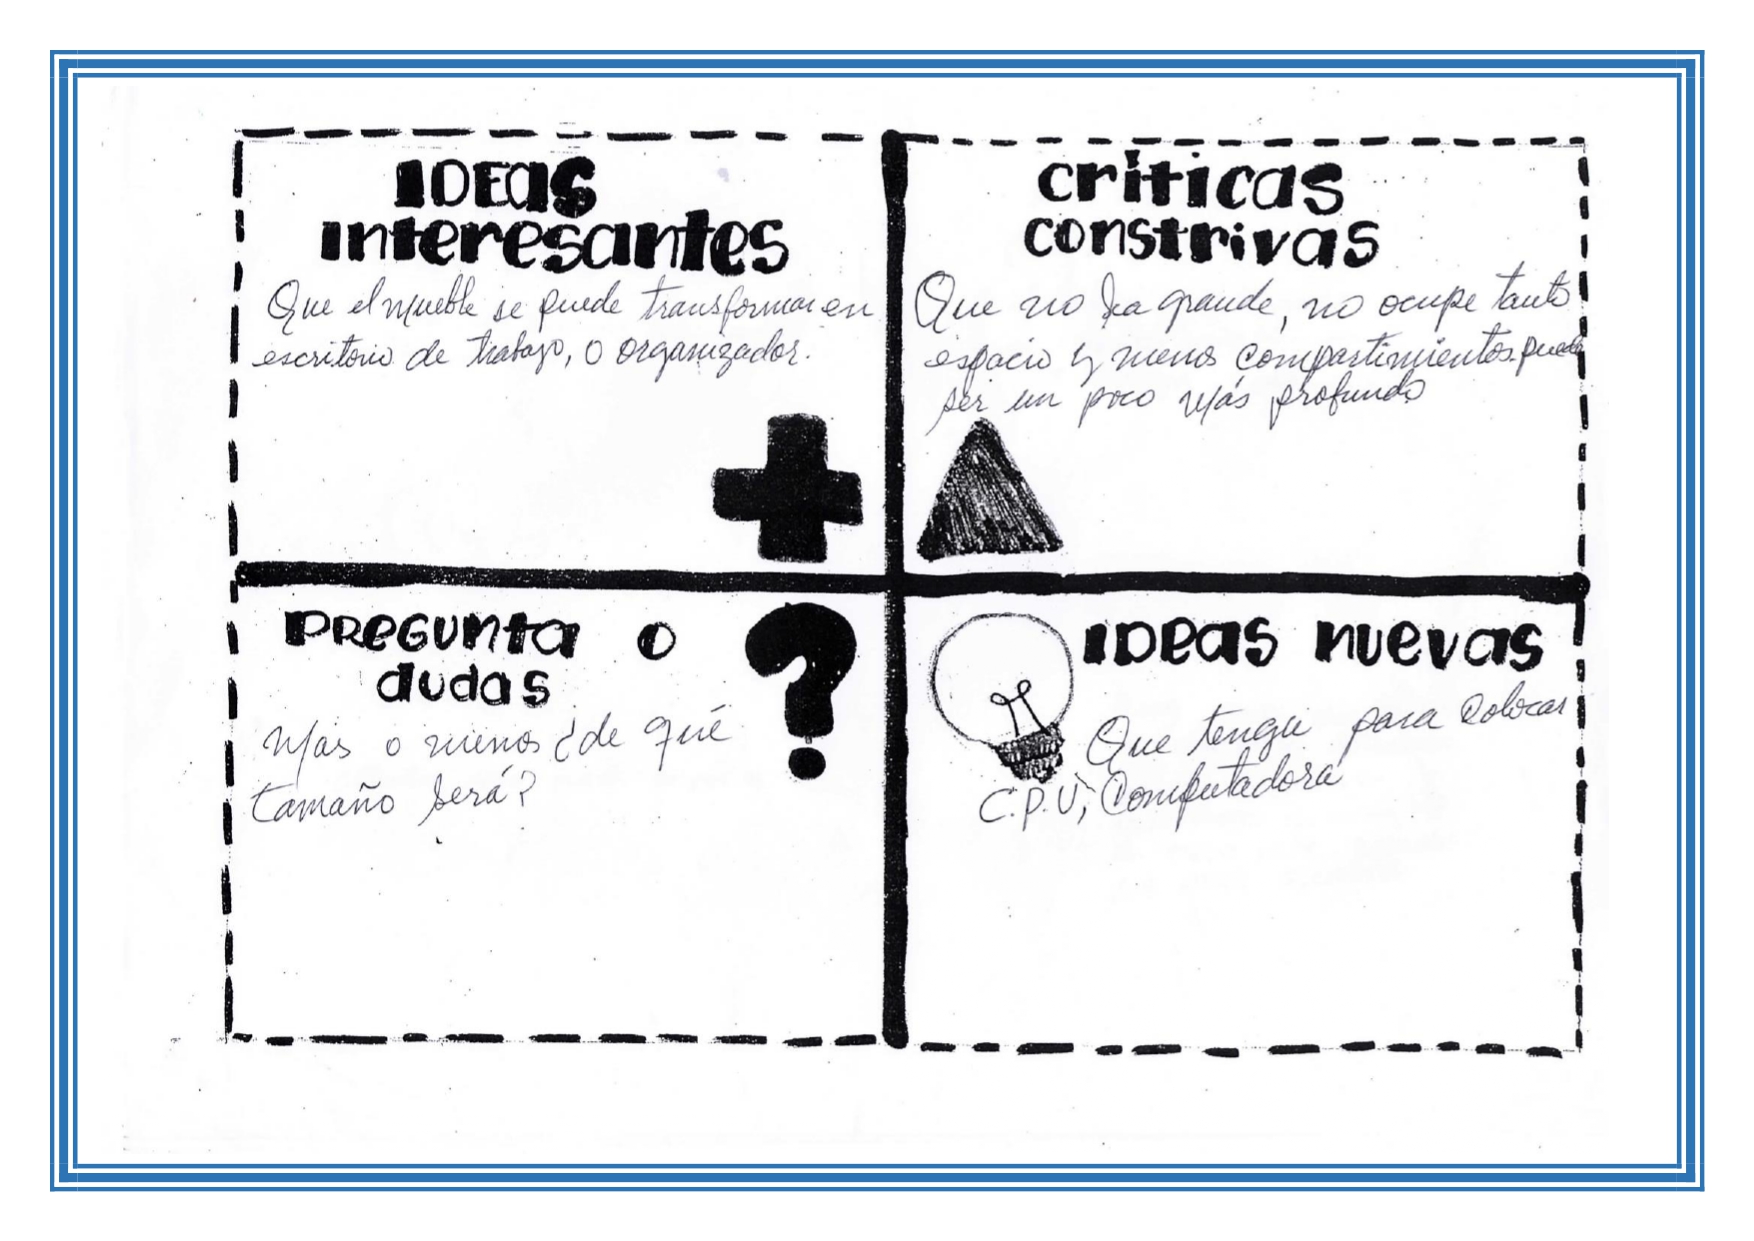 IDEas
interesantes
Que el mueble se puede transformar en
escritorio de trabajo, o organizador.
críticas
constrivas
Que no sea grande, no ocupe tanto
espacio y menos compartimientos. puede
ser un poco más profundo
PREGUNTa o
dudas
Mas o menos ¿de qué
tamaño será?
IDeas nuevas
Que tenga para colocar
C.P.U, Computadora